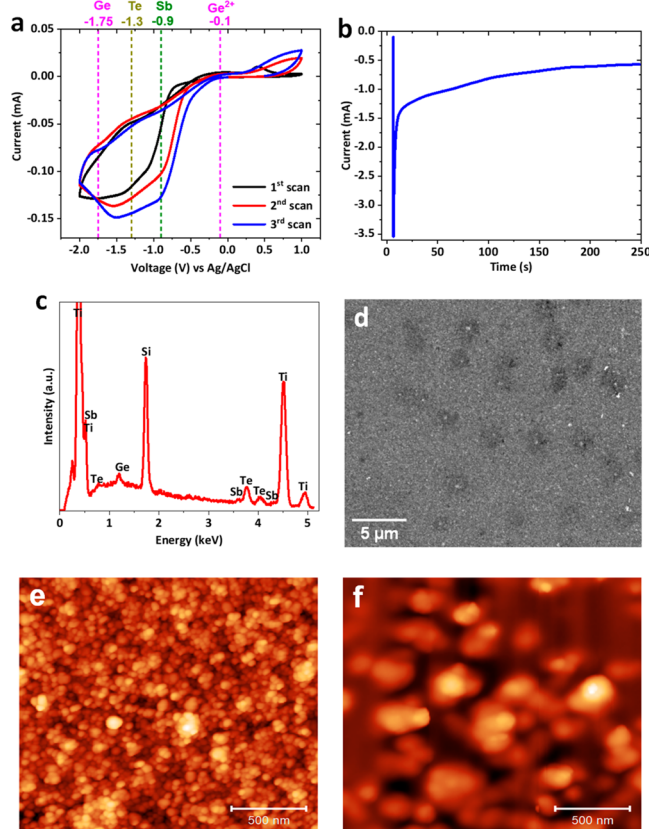 Ge Te Sb Ge²⁺
-1.75 -1.3 -0.9 -0.1
a
0.05
0.00
-0.05
-0.10
-0.15
Current (mA)
1ˢᵗ scan
2ⁿᵈ scan
3ʳᵈ scan
-2.0 -1.5 -1.0 -0.5 0.0 0.5 1.0
Voltage (V) vs Ag/AgCl
b
0.0
-0.5
-1.0
-1.5
-2.0
-2.5
-3.0
-3.5
Current (mA)
0 50 100 150 200 250
Time (s)
c
Intensity (a.u.)
Ti
Sb
Ti
Te
Ge
Si
Sb
Te
Te
Sb
Ti
Ti
0 1 2 3 4 5
Energy (keV)
d
5 µm
e
500 nm
f
500 nm